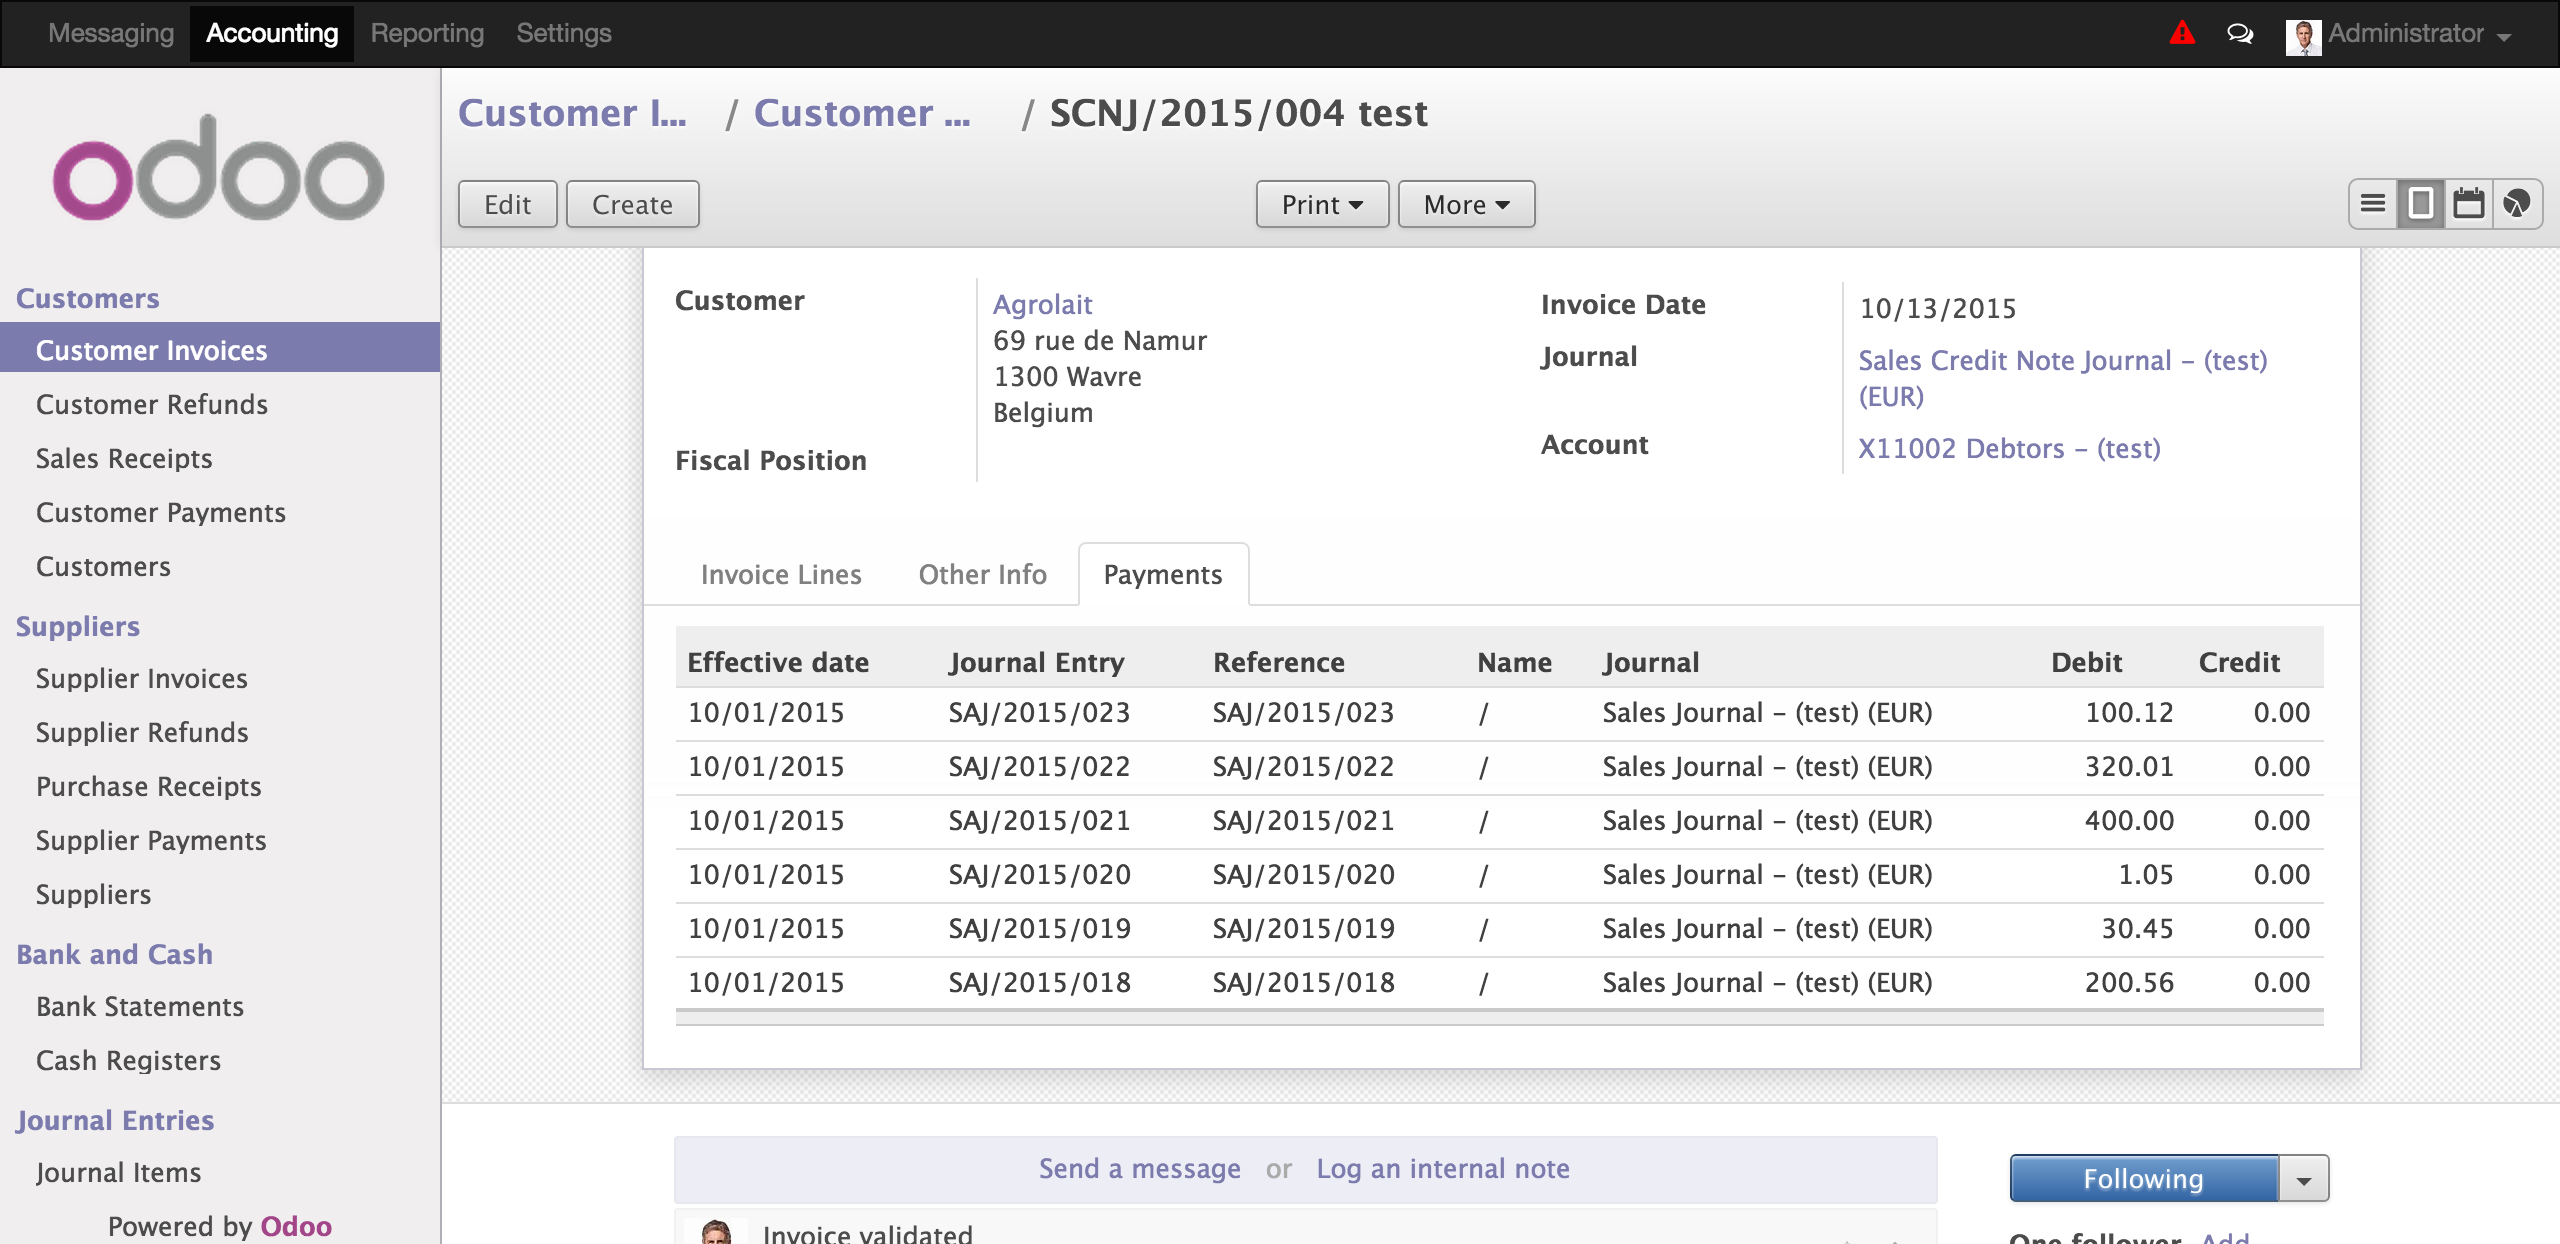 Messaging Accounting Reporting Settings Administrator
odoo
Customer I... / Customer ... / SCNJ/2015/004 test
Edit Create Print More
Customers
Customer Invoices
Customer Refunds
Sales Receipts
Customer Payments
Customers
Suppliers
Supplier Invoices
Supplier Refunds
Purchase Receipts
Supplier Payments
Suppliers
Bank and Cash
Bank Statements
Cash Registers
Journal Entries
Journal Items
Powered by Odoo
Customer
Agrolait
69 rue de Namur
1300 Wavre
Belgium
Fiscal Position
Invoice Date 10/13/2015
Journal Sales Credit Note Journal - (test)
(EUR)
Account X11002 Debtors - (test)
Invoice Lines Other Info Payments
Effective date Journal Entry Reference Name Journal Debit Credit
10/01/2015 SAJ/2015/023 SAJ/2015/023 / Sales Journal - (test) (EUR) 100.12 0.00
10/01/2015 SAJ/2015/022 SAJ/2015/022 / Sales Journal - (test) (EUR) 320.01 0.00
10/01/2015 SAJ/2015/021 SAJ/2015/021 / Sales Journal - (test) (EUR) 400.00 0.00
10/01/2015 SAJ/2015/020 SAJ/2015/020 / Sales Journal - (test) (EUR) 1.05 0.00
10/01/2015 SAJ/2015/019 SAJ/2015/019 / Sales Journal - (test) (EUR) 30.45 0.00
10/01/2015 SAJ/2015/018 SAJ/2015/018 / Sales Journal - (test) (EUR) 200.56 0.00
Send a message or Log an internal note
Following
Invoice validated
One follower Add